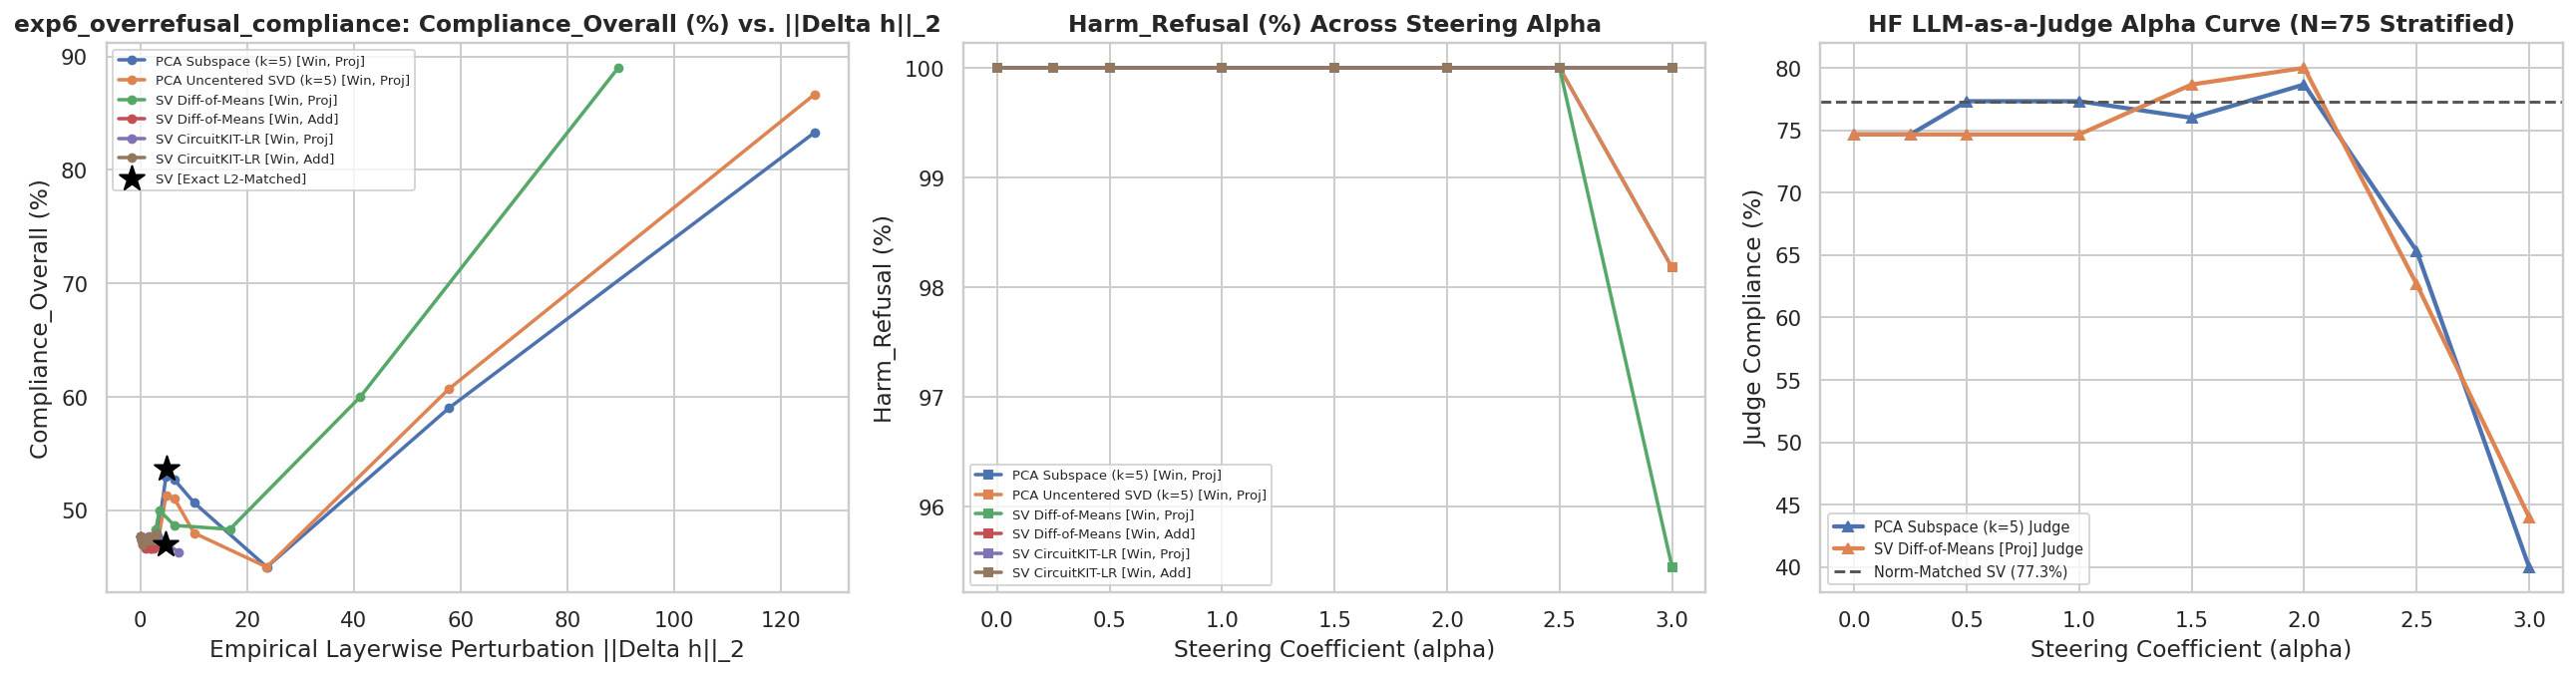 exp6_overrefusal_compliance: Compliance_Overall (%) vs. ||Delta h||_2
Compliance_Overall (%)
90
80
70
60
50
PCA Subspace (k=5) [Win, Proj]
PCA Uncentered SVD (k=5) [Win, Proj]
SV Diff-of-Means [Win, Proj]
SV Diff-of-Means [Win, Add]
SV CircuitKIT-LR [Win, Proj]
SV CircuitKIT-LR [Win, Add]
SV [Exact L2-Matched]
0 20 40 60 80 100 120
Empirical Layerwise Perturbation ||Delta h||_2
Harm_Refusal (%) Across Steering Alpha
Harm_Refusal (%)
100
99
98
97
96
PCA Subspace (k=5) [Win, Proj]
PCA Uncentered SVD (k=5) [Win, Proj]
SV Diff-of-Means [Win, Proj]
SV Diff-of-Means [Win, Add]
SV CircuitKIT-LR [Win, Proj]
SV CircuitKIT-LR [Win, Add]
0.0 0.5 1.0 1.5 2.0 2.5 3.0
Steering Coefficient (alpha)
HF LLM-as-a-Judge Alpha Curve (N=75 Stratified)
Judge Compliance (%)
80
75
70
65
60
55
50
45
40
PCA Subspace (k=5) Judge
SV Diff-of-Means [Proj] Judge
Norm-Matched SV (77.3%)
0.0 0.5 1.0 1.5 2.0 2.5 3.0
Steering Coefficient (alpha)